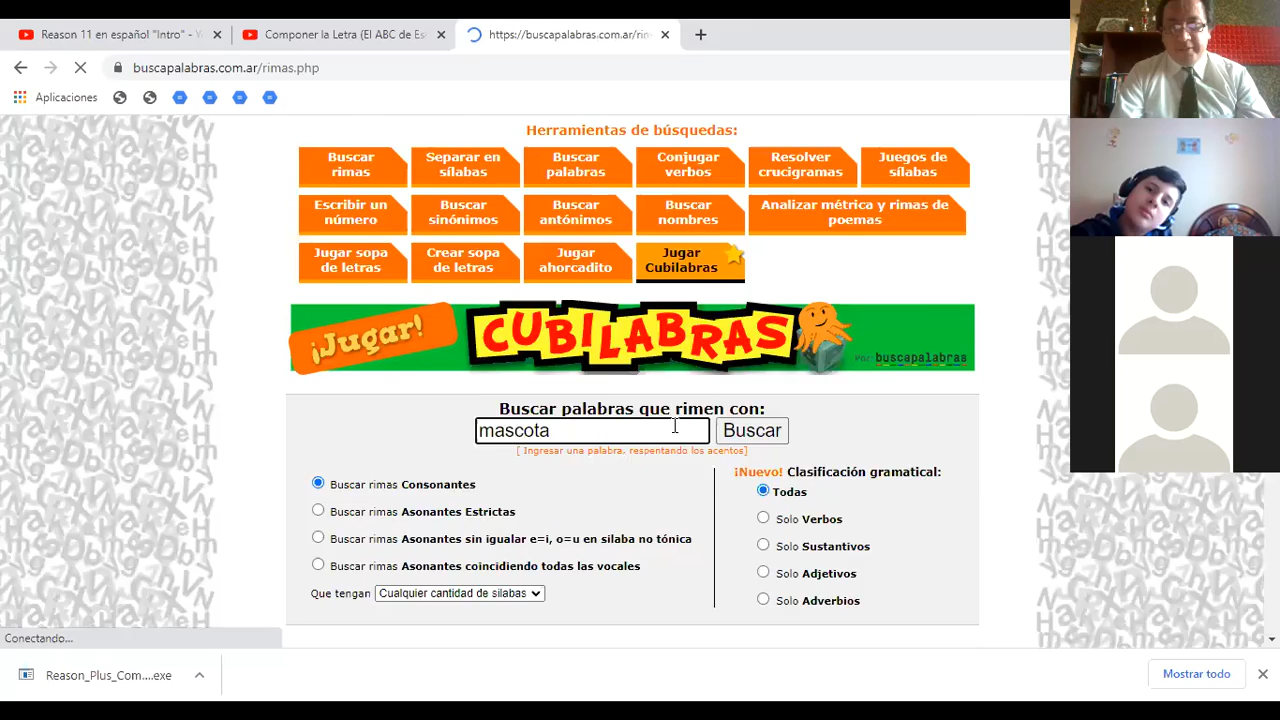 Reason 11 en español "Intro" - Yo
Componer la Letra (El ABC de Es
https://buscapalabras.com.ar/rim
buscapalabras.com.ar/rimas.php
Aplicaciones
Herramientas de búsquedas:
Buscar rimas
Separar en sílabas
Buscar palabras
Conjugar verbos
Resolver crucigramas
Juegos de sílabas
Escribir un número
Buscar sinónimos
Buscar antónimos
Buscar nombres
Analizar métrica y rimas de poemas
Jugar sopa de letras
Crear sopa de letras
Jugar ahorcadito
Jugar Cubilabras
¡Jugar!
CUBILABRAS
Por: buscapalabras
Buscar palabras que rimen con:
mascota
Buscar
[ Ingresar una palabra, respentando los acentos]
Buscar rimas Consonantes
Buscar rimas Asonantes Estrictas
Buscar rimas Asonantes sin igualar e=i, o=u en silaba no tónica
Buscar rimas Asonantes coincidiendo todas las vocales
Que tengan Cualquier cantidad de silabas
¡Nuevo! Clasificación gramatical:
Todas
Solo Verbos
Solo Sustantivos
Solo Adjetivos
Solo Adverbios
Conectando...
Reason_Plus_Com....exe
Mostrar todo